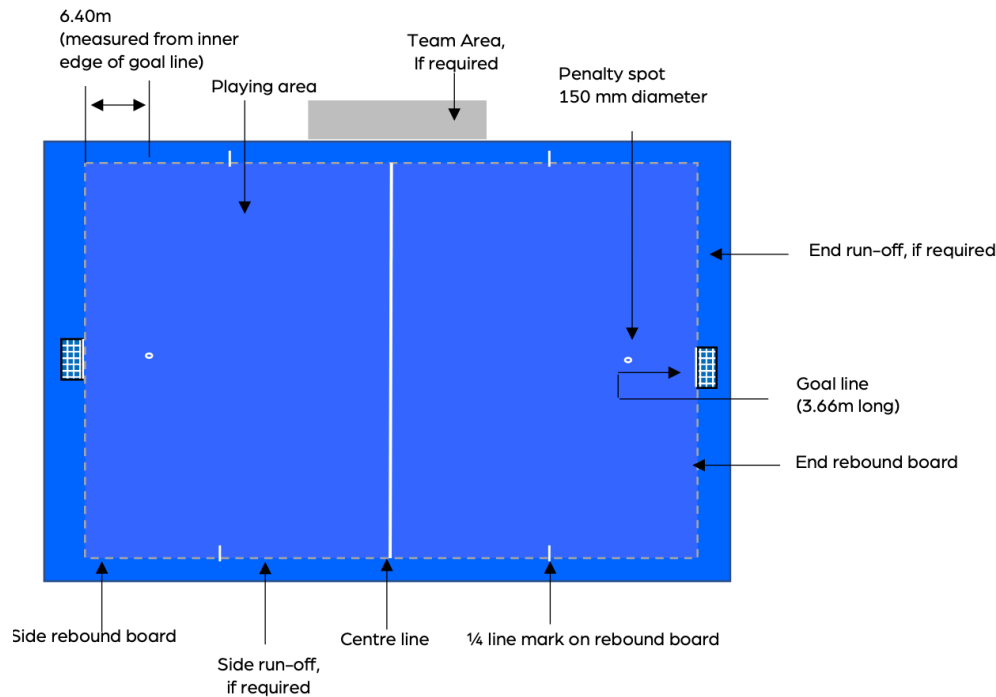 6.40m
(measured from inner
edge of goal line)
Team Area,
If required
Playing area
Penalty spot
150 mm diameter
End run-off, if required
Goal line
(3.66m long)
End rebound board
Side rebound board
Side run-off,
if required
Centre line
¼ line mark on rebound board